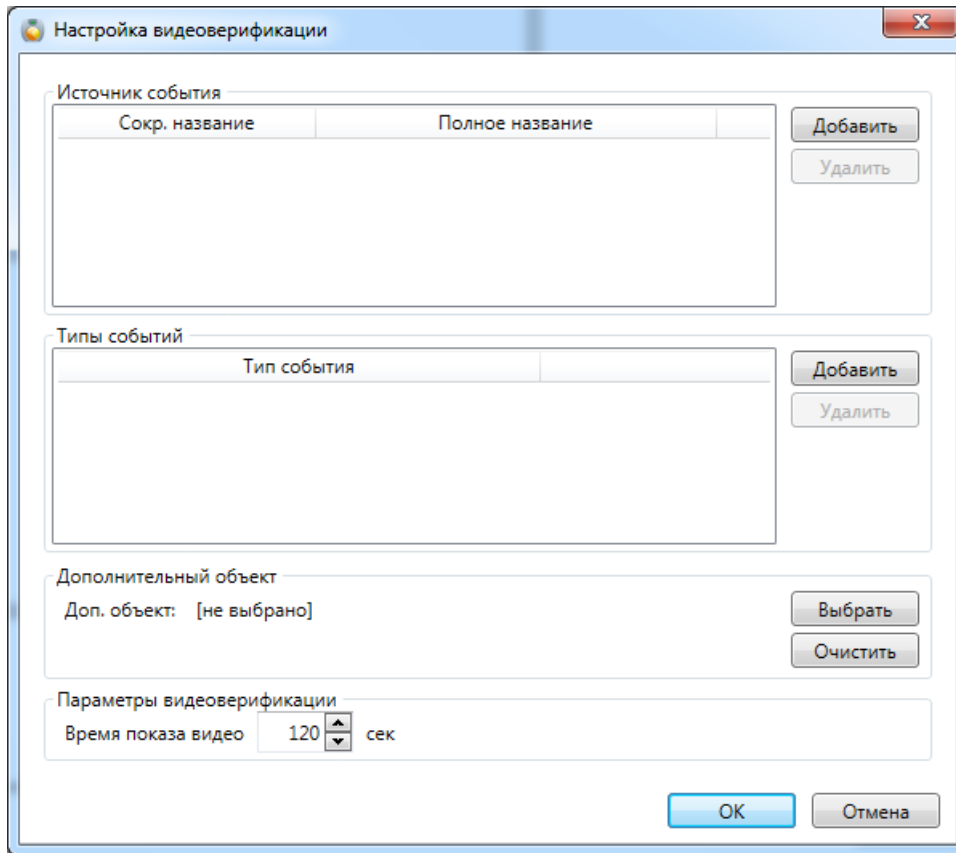 Настройка видеоверификации
Источник события
Сокр. название Полное название
Добавить
Удалить
Типы событий
Тип события
Добавить
Удалить
Дополнительный объект
Доп. объект: [не выбрано]
Выбрать
Очистить
Параметры видеоверификации
Время показа видео 120 сек
OK Отмена